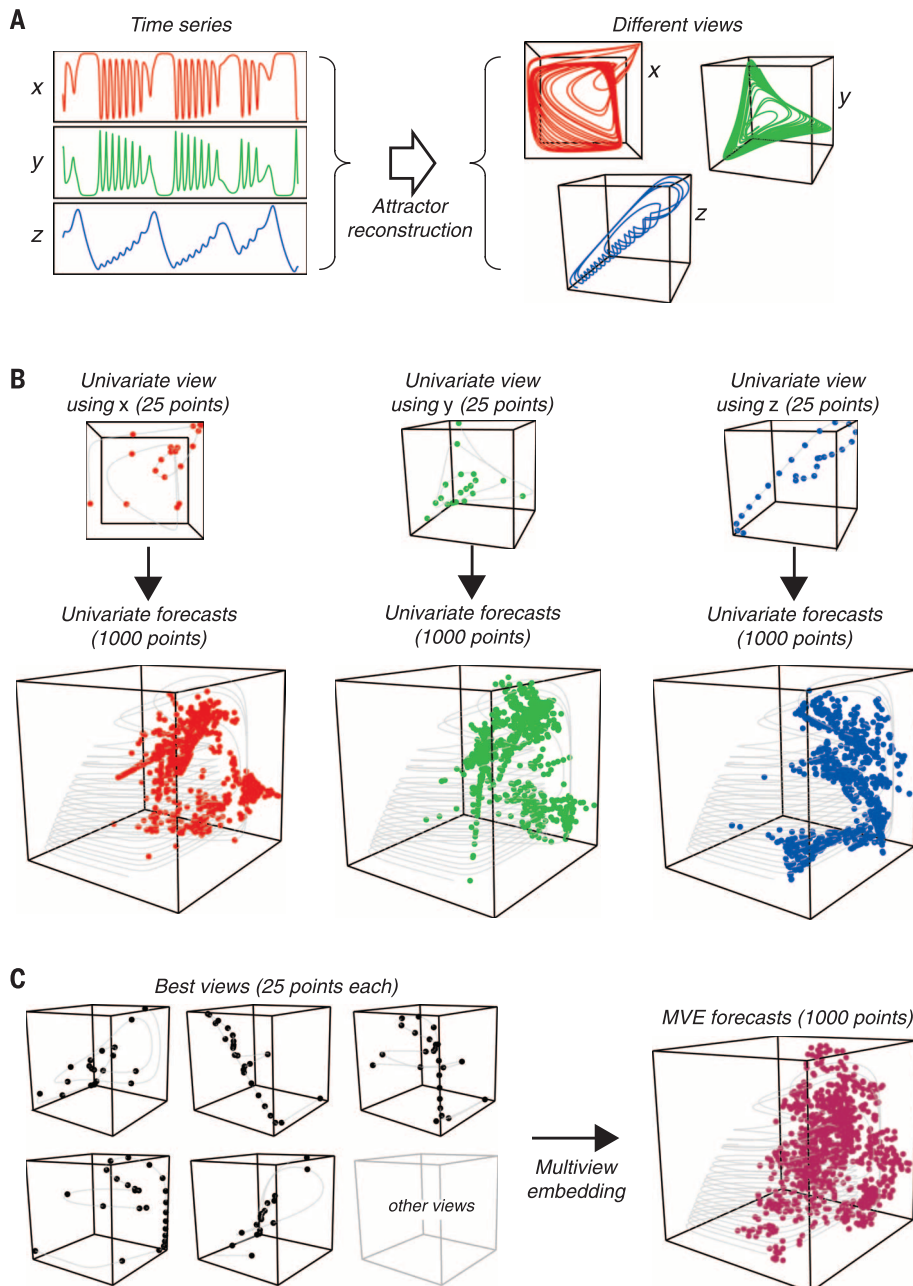 A
Time series
Different views
x
y
z
Attractor
reconstruction
x
y
z
B
Univariate view
using x (25 points)
Univariate view
using y (25 points)
Univariate view
using z (25 points)
Univariate forecasts
(1000 points)
Univariate forecasts
(1000 points)
Univariate forecasts
(1000 points)
C
Best views (25 points each)
other views
Multiview
embedding
MVE forecasts (1000 points)